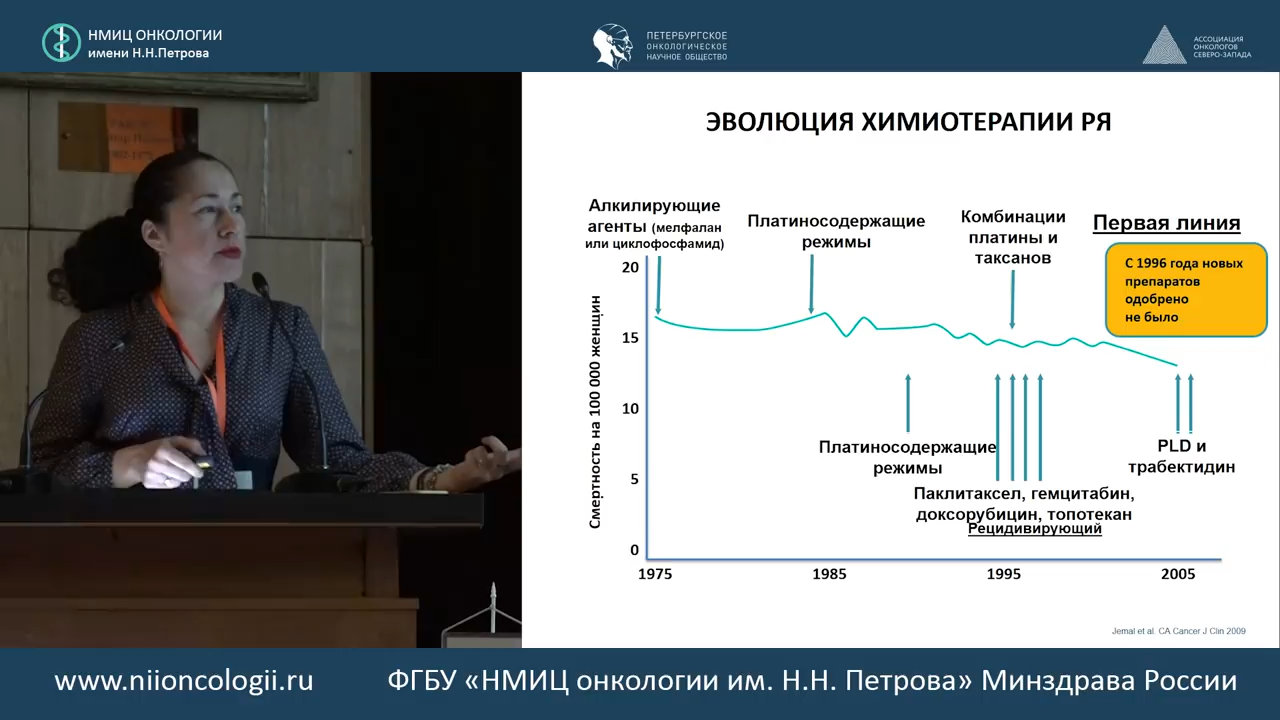 НМИЦ ОНКОЛОГИИ
имени Н.Н.Петрова
ПЕТЕРБУРГСКОЕ
ОНКОЛОГИЧЕСКОЕ
НАУЧНОЕ ОБЩЕСТВО
АССОЦИАЦИЯ
ОНКОЛОГОВ
СЕВЕРО-ЗАПАДА
ЭВОЛЮЦИЯ ХИМИОТЕРАПИИ РЯ
Алкилирующие
агенты (мелфалан
или циклофосфамид)
Платиносодержащие
режимы
Комбинации
платины и
таксанов
Первая линия
С 1996 года новых
препаратов
одобрено
не было
Смертность на 100 000 женщин
20
15
10
5
0
Платиносодержащие
режимы
Паклитаксел, гемцитабин,
доксорубицин, топотекан
Рецидивирующий
PLD и
трабектидин
1975
1985
1995
2005
Jemal et al. CA Cancer J Clin 2009
www.niioncologii.ru
ФГБУ «НМИЦ онкологии им. Н.Н. Петрова» Минздрава России